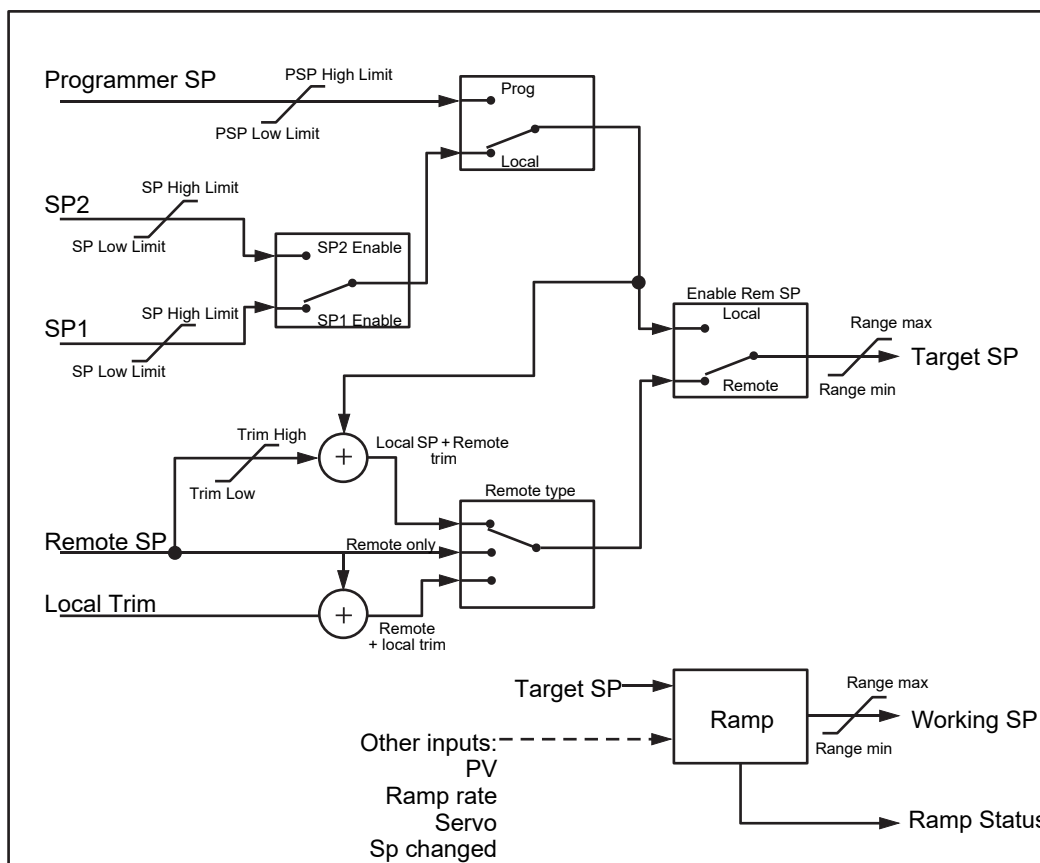 Programmer SP
PSP High Limit
PSP Low Limit
Prog
Local
SP2
SP High Limit
SP Low Limit
SP2 Enable
SP1 Enable
SP1
SP High Limit
SP Low Limit
Enable Rem SP
Local
Remote
Range max
Range min
Target SP
Trim High
Trim Low
+
Local SP + Remote
trim
Remote type
Remote SP
Remote only
Local Trim
+
Remote
+ local trim
Target SP
Ramp
Range max
Range min
Working SP
Other inputs:
PV
Ramp rate
Servo
Sp changed
Ramp Status